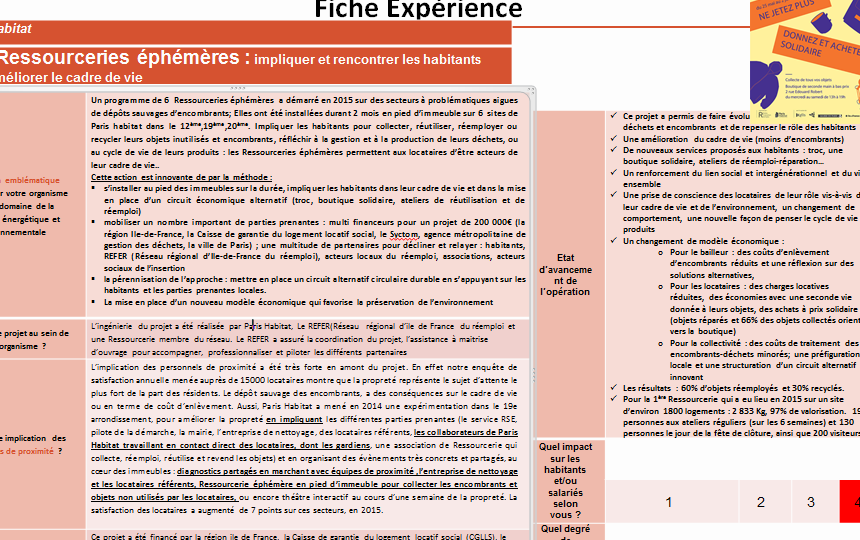 Fiche Expérience
abitat
Ressourceries éphémères : impliquer et rencontrer les habitants
méliorer le cadre de vie
NE JETEZ PLUS
DONNEZ ET ACHETE
SOLIDAIRE
Collecte de tous vos objets
emblématique
r votre organisme
domaine de la
énergétique et
nnementale
Un programme de 6 Ressourceries éphémères a démarré en 2015 sur des secteurs à problématiques aigues
de dépôts sauvages d'encombrants; Elles ont été installées durant 2 mois en pied d'immeuble sur 6 sites de
Paris habitat dans le 12ème,19ème,20ème. Impliquer les habitants pour collecter, réutiliser, réemployer ou
recycler leurs objets inutilisés et encombrants, réfléchir à la gestion et à la production de leurs déchets, ou
au cycle de vie de leurs produits : les Ressourceries éphémères permettent aux locataires d'être acteurs de
leur cadre de vie..
Cette action est innovante de par la méthode :
▪ s'installer au pied des immeubles sur la durée, impliquer les habitants dans leur cadre de vie et dans la mise
en place d'un circuit économique alternatif (troc, boutique solidaire, ateliers de réutilisation et de
réemploi)
▪ mobiliser un nombre important de parties prenantes : multi financeurs pour un projet de 200 000€ (la
région Ile-de-France, la Caisse de garantie du logement locatif social, le Syctom, agence métropolitaine de
gestion des déchets, la ville de Paris) ; une multitude de partenaires pour décliner et relayer : habitants,
REFER (Réseau régional d'Ile-de-France du réemploi), acteurs locaux du réemploi, associations, acteurs
sociaux de l'insertion
▪ la pérennisation de l'approche : mettre en place un circuit alternatif circulaire durable en s'appuyant sur les
habitants et les parties prenantes locales.
▪ La mise en place d'un nouveau modèle économique qui favorise la préservation de l'environnement
e projet au sein de
organisme ?
L'ingénierie du projet a été réalisée par Paris Habitat, Le REFER(Réseau régional d'île de France du réemploi et
une Ressourcerie membre du réseau. Le REFER a assuré la coordination du projet, l'assistance à maitrise
d'ouvrage pour accompagner, professionnaliser et piloter les différents partenaires
e implication des
s de proximité ?
L'implication des personnels de proximité a été très forte en amont du projet. En effet notre enquête de
satisfaction annuelle menée auprès de 15000 locataires montre que la propreté représente le sujet d'attente le
plus fort de la part des résidents. Le dépôt sauvage des encombrants, a des conséquences sur le cadre de vie
ou en terme de coût d'enlèvement. Aussi, Paris Habitat a mené en 2014 une expérimentation dans le 19e
arrondissement, pour améliorer la propreté en impliquant les différentes parties prenantes (le service RSE,
pilote de la démarche, la mairie, l'entreprise de nettoyage, des locataires référents, les collaborateurs de Paris
Habitat travaillant en contact direct des locataires, dont les gardiens, une association de Ressourcerie qui
collecte, réemploi, réutilise et revend les objets) et en organisant des évènements très concrets et partagés, au
cœur des immeubles : diagnostics partagés en marchant avec équipes de proximité ,l'entreprise de nettoyage
et les locataires référents, Ressourcerie éphémère en pied d'immeuble pour collecter les encombrants et
objets non utilisés par les locataires, ou encore théâtre interactif au cours d'une semaine de la propreté. La
satisfaction des locataires a augmenté de 7 points sur ces secteurs, en 2015.
Ce projet a été financé par la région ile de France, la Caisse de garantie du logement locatif social (CGLLS), le
Etat
d'avanceme
nt de
l'opération
✓ Ce projet a permis de faire évolu
déchets et encombrants et de repenser le rôle des habitants
✓ Une amélioration du cadre de vie (moins d'encombrants)
✓ De nouveaux services proposés aux habitants : troc, une
boutique solidaire, ateliers de réemploi-réparation...
✓ Un renforcement du lien social et intergénérationnel et du viv
ensemble
✓ Une prise de conscience des locataires de leur rôle vis-à-vis d
leur cadre de vie et de l'environnement, un changement de
comportement, une nouvelle façon de penser le cycle de vie
produits
✓ Un changement de modèle économique :
o Pour le bailleur : des coûts d'enlèvement
d'encombrants réduits et une réflexion sur des
solutions alternatives,
o Pour les locataires : des charges locatives
réduites, des économies avec une seconde vie
donnée à leurs objets, des achats à prix solidaire
(objets réparés et 66% des objets collectés orient
vers la boutique)
o Pour la collectivité : des coûts de traitement des
encombrants-déchets minorés; une préfiguration
locale et une structuration d'un circuit alternatif
innovant
✓ Les résultats : 60% d'objets réemployés et 30% recyclés.
✓ Pour la 1ère Ressourcerie qui a eu lieu en 2015 sur un site
d'environ 1800 logements : 2 833 Kg, 97% de valorisation. 19
personnes aux ateliers réguliers (sur les 6 semaines) et 130
personnes le jour de la fête de clôture, ainsi que 200 visiteurs
Quel impact
sur les
habitants
et/ou
salariés
selon
vous ?
1 2 3 4
Quel degré
de